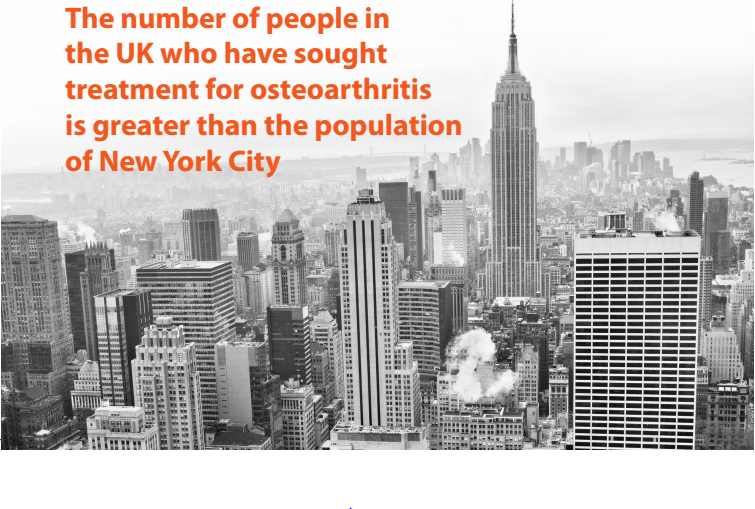 The number of people in
the UK who have sought
treatment for osteoarthritis
is greater than the population
of New York City